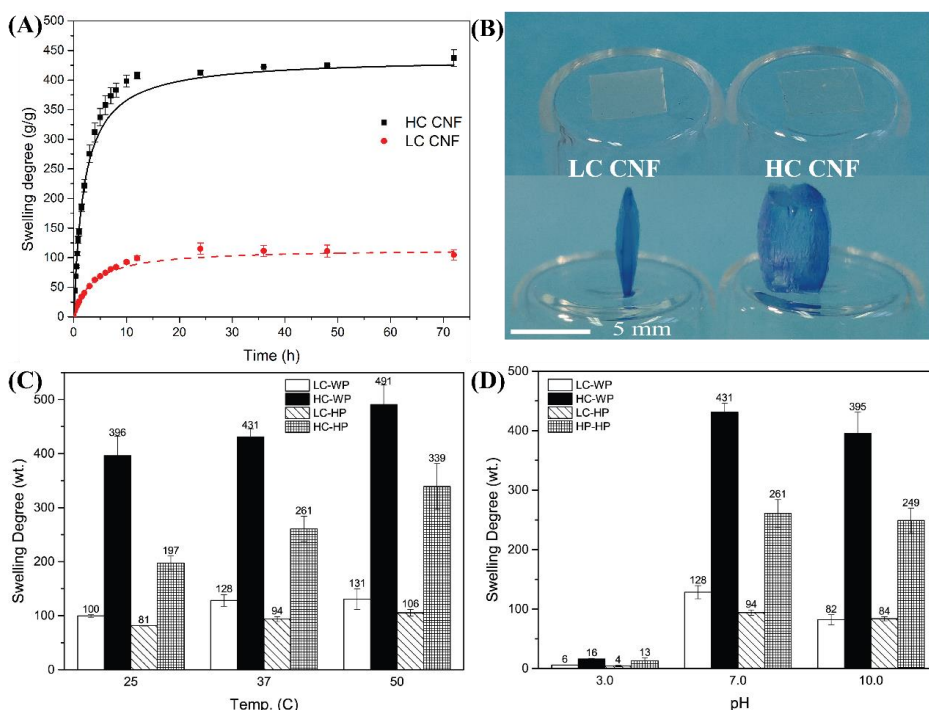 (A)
500
450
400
350
300
250
200
150
100
50
0
Swelling degree (g/g)
HC CNF
LC CNF
0 10 20 30 40 50 60 70
Time (h)
(B)
LC CNF HC CNF
5 mm
(C)
LC-WP
HC-WP
LC-HP
HC-HP
500
400
300
200
100
0
Swelling Degree (wt.)
100 396 81 197
128 431 94 261
131 491 106 339
25 37 50
Temp. (C)
(D)
LC-WP
HC-WP
LC-HP
HP-HP
500
400
300
200
100
0
Swelling Degree (wt.)
6 16 4 13
128 431 94 261
82 395 84 249
3.0 7.0 10.0
pH